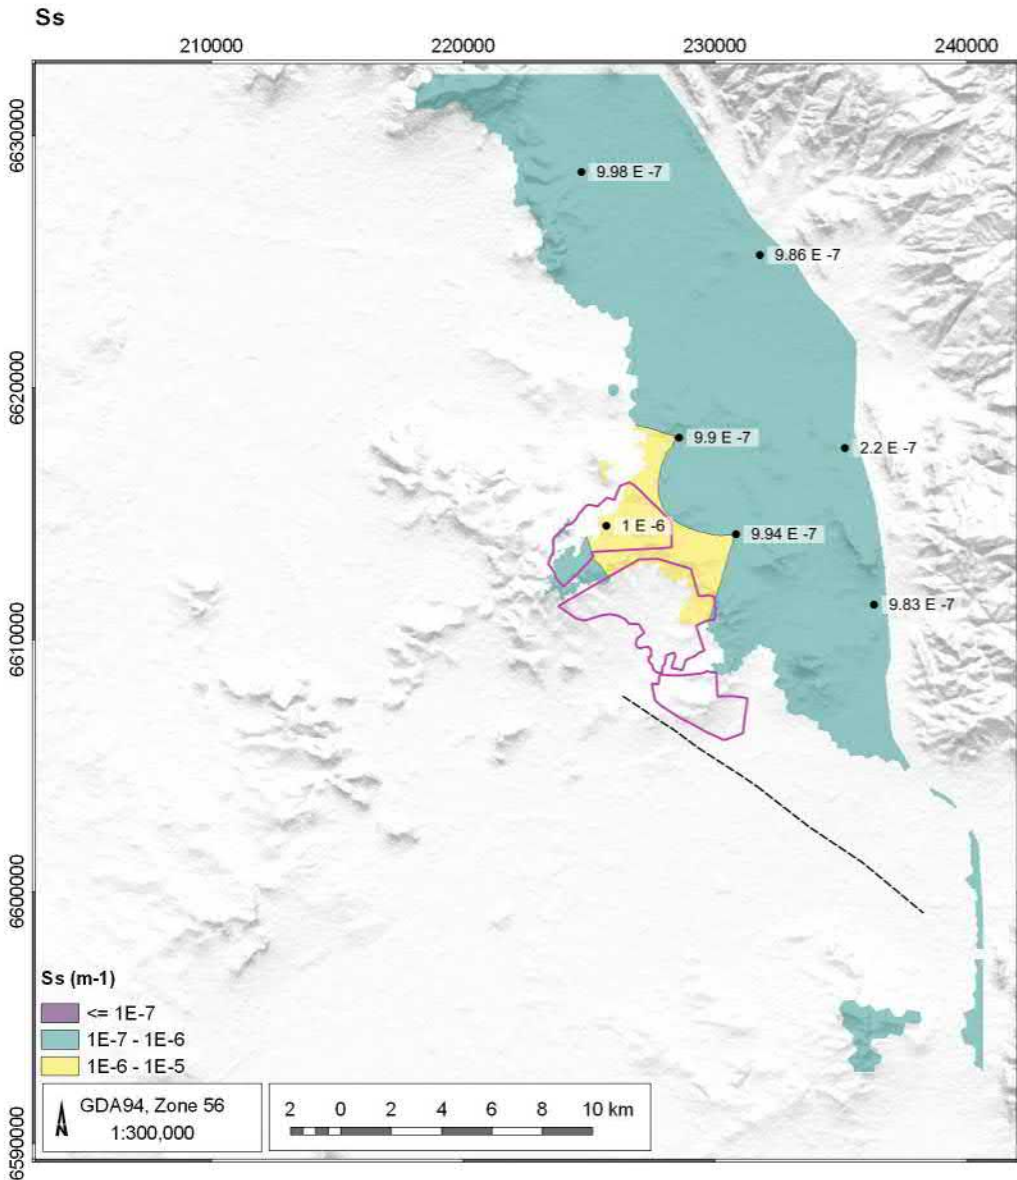 Ss
210000 220000 230000 240000
6630000
9.98 E -7
9.86 E -7
6620000
9.9 E -7
2.2 E -7
1 E -6
9.94 E -7
9.83 E -7
6610000
6600000
Ss (m-1)
<= 1E-7
1E-7 - 1E-6
1E-6 - 1E-5
GDA94, Zone 56
1:300,000
N
2 0 2 4 6 8 10 km
6590000